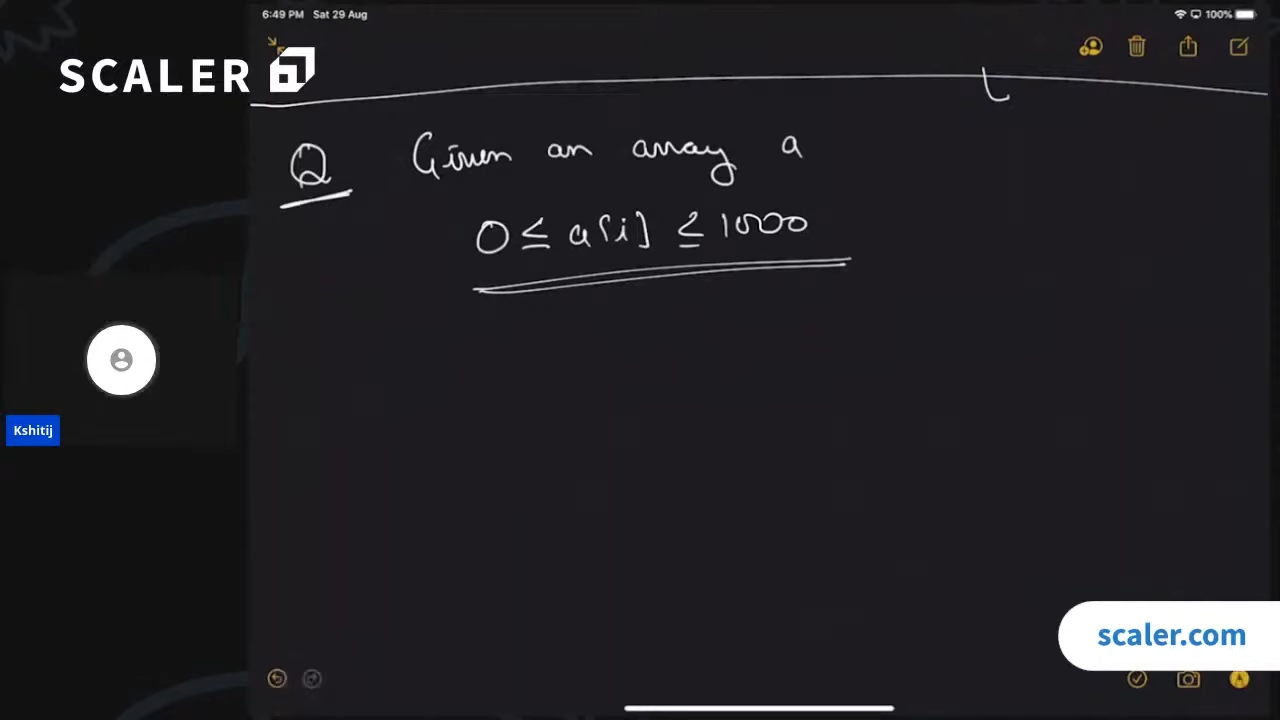 6:49 PM Sat 29 Aug
100%
SCALER
Q Given an array a
0 ≤ a[i] ≤ 1000
Kshitij
scaler.com